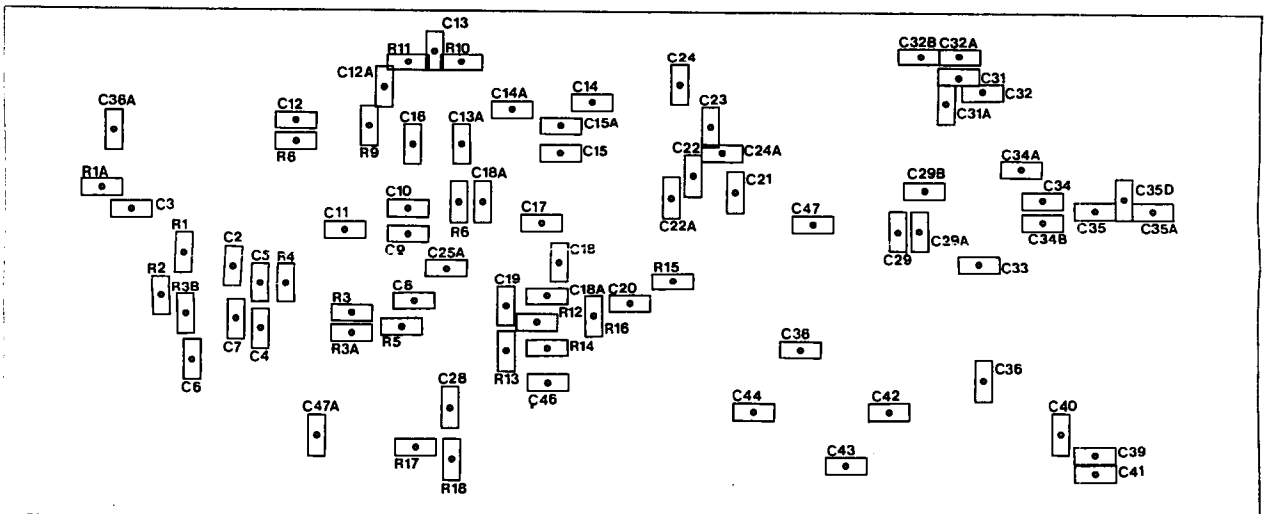 C13
R11 R10
C32B C32A
C12A
C24
C31
C32
C36A
C12
C14A
C14
C23
C31A
C18
C13A
C15A
R8
R9
C15
C22
C24A
C34A
R1A
C10
C18A
C21
C29B
C34
C35D
C3
C11
R6
C17
C22A
C47
C35
C35A
R1
C9
C29
C29A
C34B
C2
C5
R4
C25A
C18
C33
R2
R3B
C8
C19
R15
R3
C18A
C20
R12
C7
C4
R3A
R5
R16
C6
R13
R14
C36
C36
C28
C46
C47A
C44
C42
C40
R17
R18
C43
C39
C41